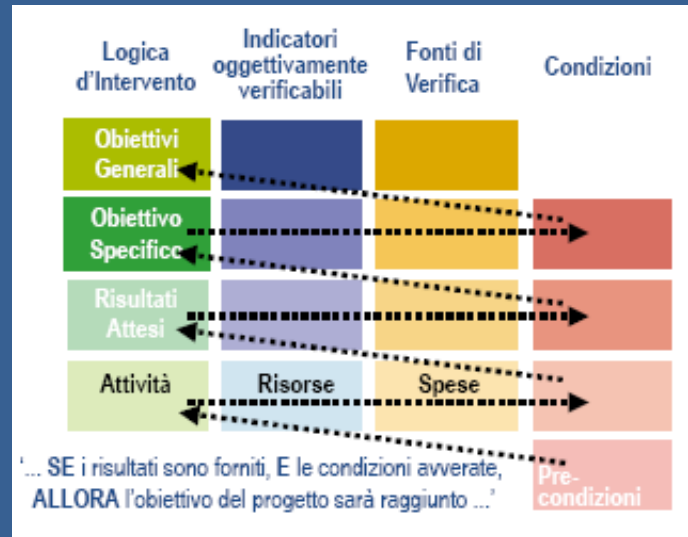 Logica
d'Intervento
Indicatori
oggettivamente
verificabili
Fonti di
Verifica
Condizioni
Obiettivi
Generali
Obiettivo
Specifico
Risultati
Attesi
Attività
Risorse
Spese
Pre-
condizioni
'... SE i risultati sono forniti, E le condizioni avverate,
ALLORA l'obiettivo del progetto sarà raggiunto ...'